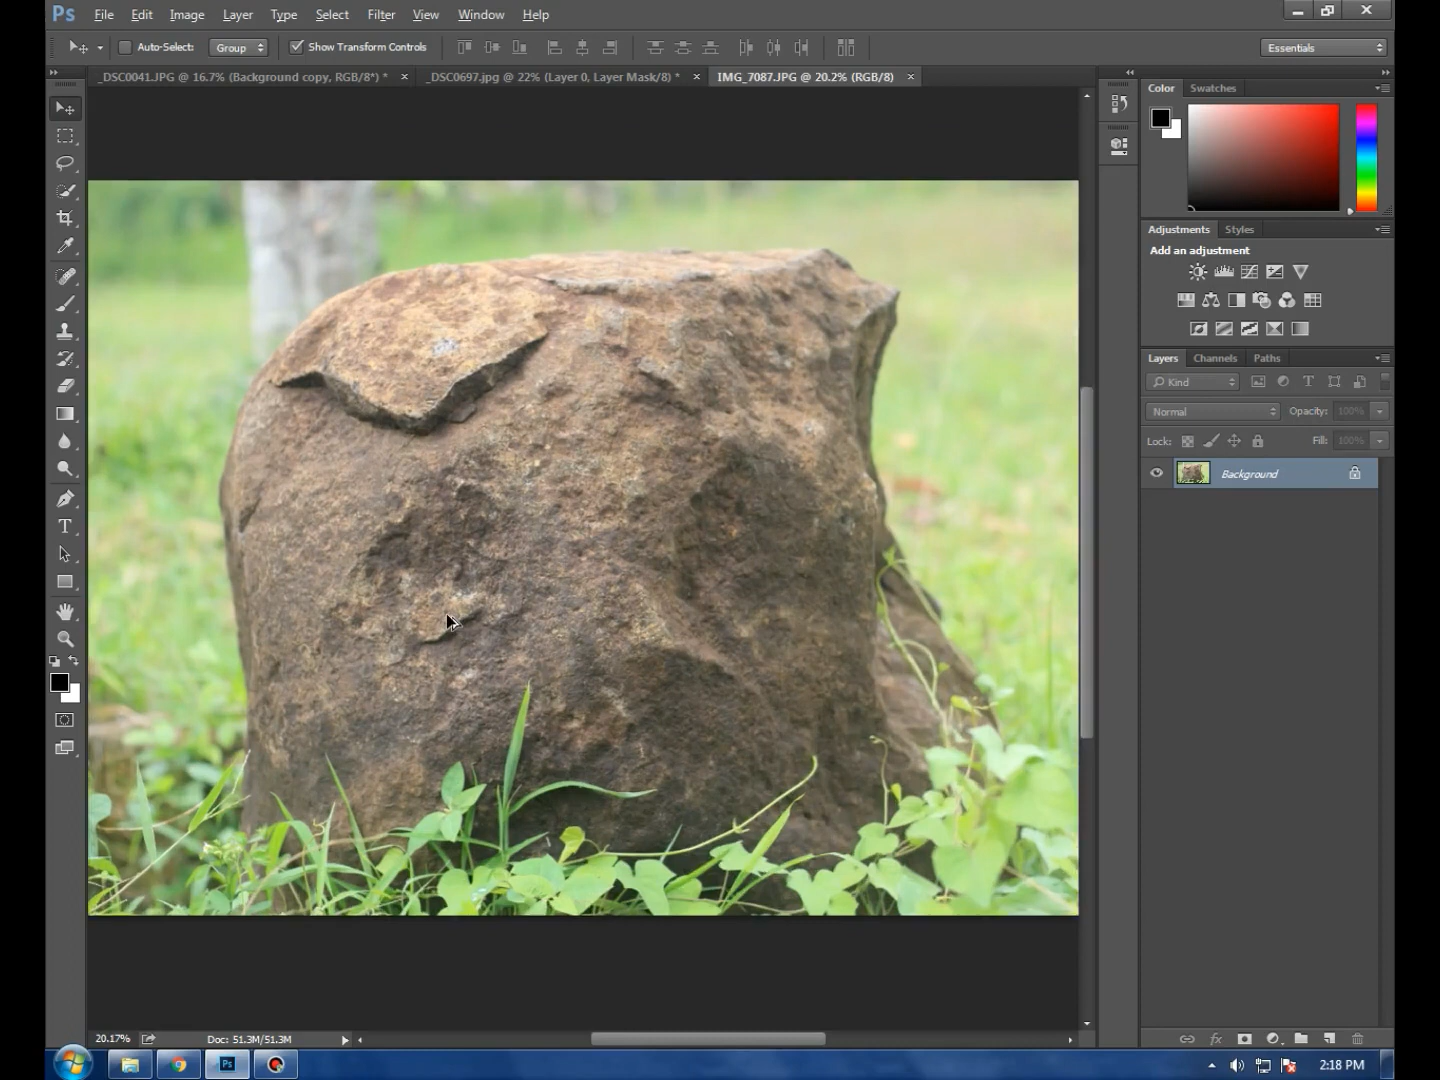 Ps File Edit Image Layer Type Select Filter View Window Help
Auto-Select: Group Show Transform Controls Essentials
_DSC0041.JPG @ 16.7% (Background copy, RGB/8*) * × _DSC0697.jpg @ 22% (Layer 0, Layer Mask/8) * × IMG_7087.JPG @ 20.2% (RGB/8) ×
Color Swatches
Adjustments Styles
Add an adjustment
Layers Channels Paths
Kind
Normal Opacity: 100%
Lock: Fill: 100%
Background
20.17% Doc: 51.3M/51.3M
Ps 2:18 PM